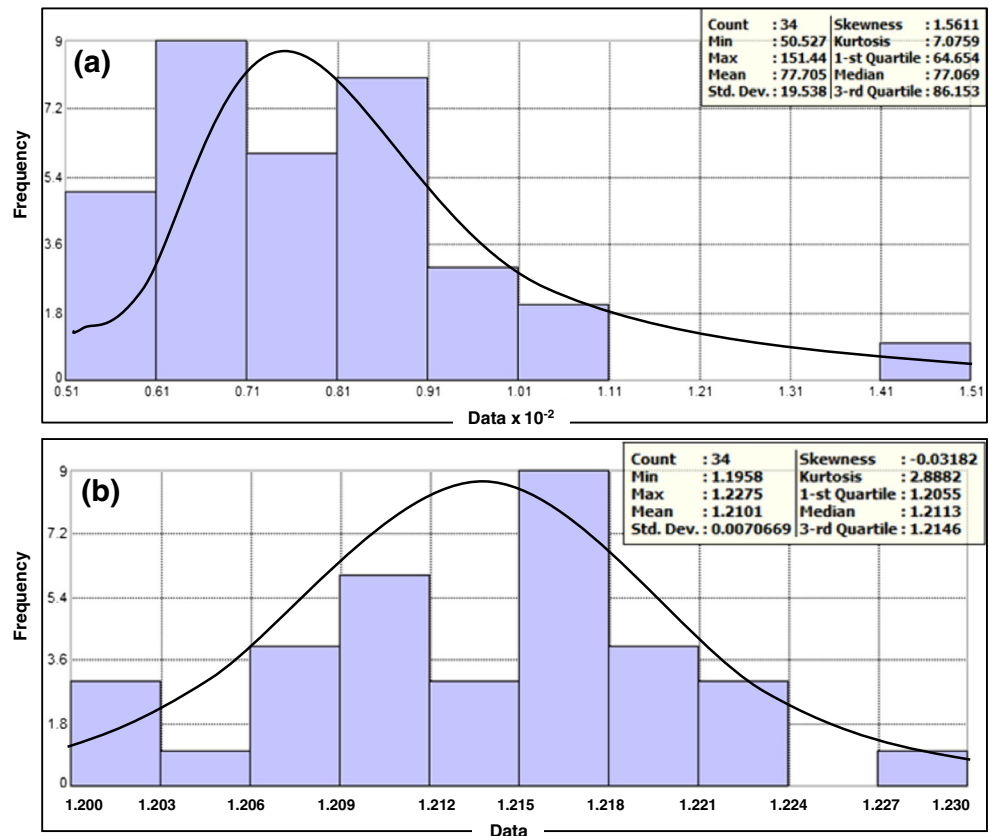 (a)
Count : 34 Skewness : 1.5611
Min : 50.527 Kurtosis : 7.0759
Max : 151.44 1-st Quartile : 64.654
Mean : 77.705 Median : 77.069
Std. Dev. : 19.538 3-rd Quartile : 86.153
Frequency
9
7.2
5.4
3.6
1.8
0
0.51 0.61 0.71 0.81 0.91 1.01 1.11 1.21 1.31 1.41 1.51
Data x 10-2
(b)
Count : 34 Skewness : -0.03182
Min : 1.1958 Kurtosis : 2.8882
Max : 1.2275 1-st Quartile : 1.2055
Mean : 1.2101 Median : 1.2113
Std. Dev. : 0.0070669 3-rd Quartile : 1.2146
Frequency
9
7.2
5.4
3.6
1.8
0
1.200 1.203 1.206 1.209 1.212 1.215 1.218 1.221 1.224 1.227 1.230
Data